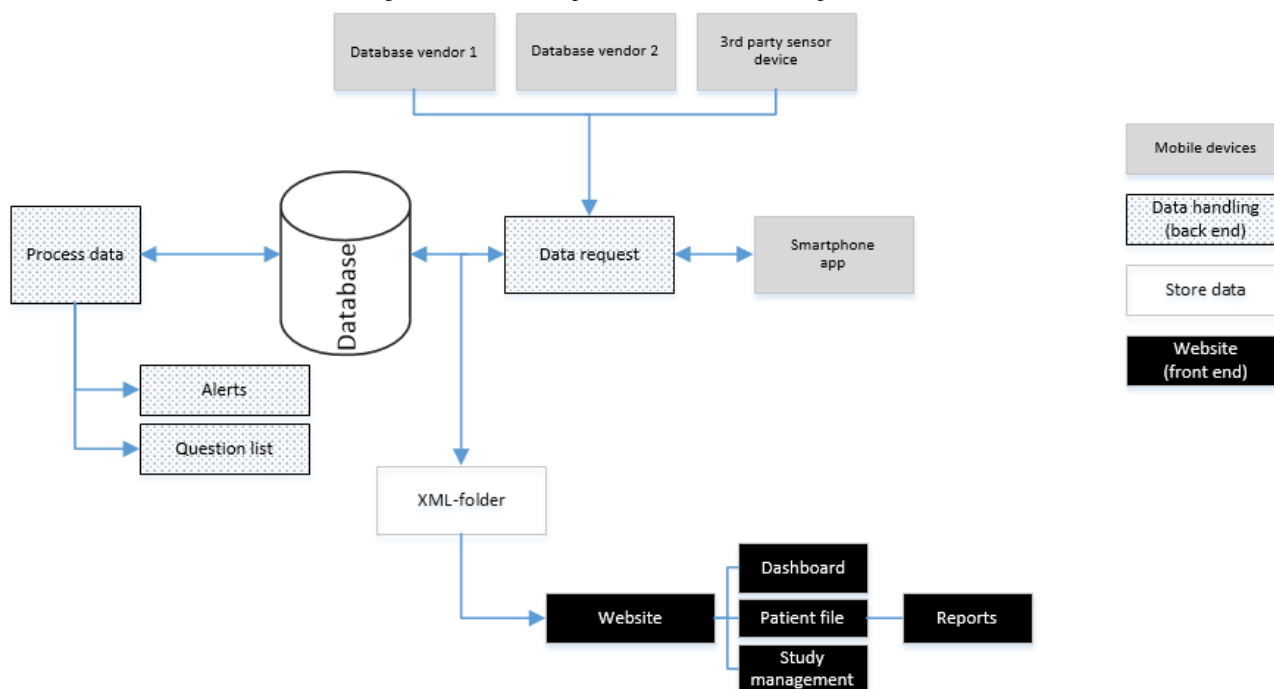 Database vendor 1
Database vendor 2
3rd party sensor
device
Mobile devices
Data handling
(back end)
Store data
Website
(front end)
Process data
Database
Data request
Smartphone
app
Alerts
Question list
XML-folder
Website
Dashboard
Patient file
Study
management
Reports